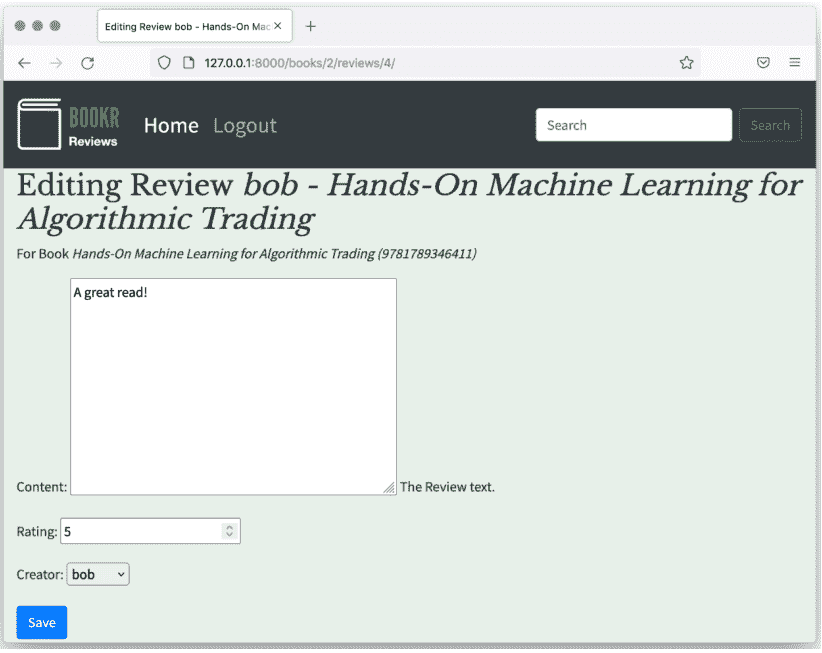 Editing Review bob - Hands-On Mac
127.0.0.1:8000/books/2/reviews/4/
BOOKR
Reviews
Home Logout
Search Search
Editing Review bob - Hands-On Machine Learning for
Algorithmic Trading
For Book Hands-On Machine Learning for Algorithmic Trading (9781789346411)
A great read!
Content: The Review text.
Rating: 5
Creator: bob
Save